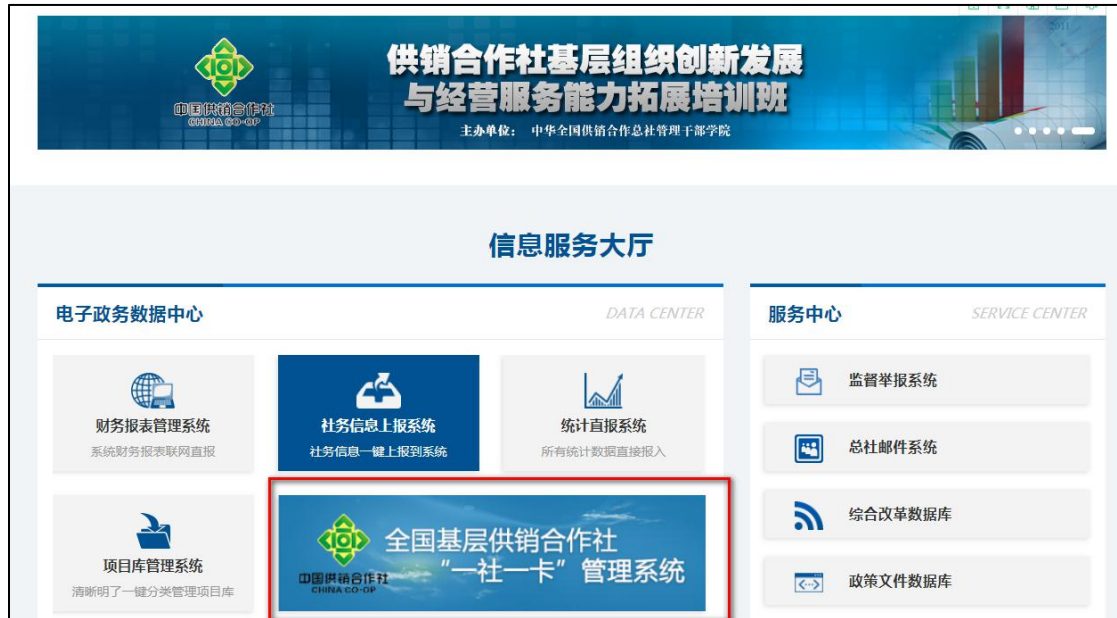 中国供销合作社
CHINA CO-OP
供销合作社基层组织创新发展
与经营服务能力拓展培训班
主办单位： 中华全国供销合作总社管理干部学院
2011
信息服务大厅
电子政务数据中心
DATA CENTER
财务报表管理系统
系统财务报表联网直报
社务信息上报系统
社务信息一键上报到系统
统计直报系统
所有统计数据直接报入
项目库管理系统
清晰明了一键分类管理项目库
中国供销合作社
CHINA CO-OP
全国基层供销合作社
“一社一卡”管理系统
服务中心
SERVICE CENTER
监督举报系统
总社邮件系统
综合改革数据库
政策文件数据库